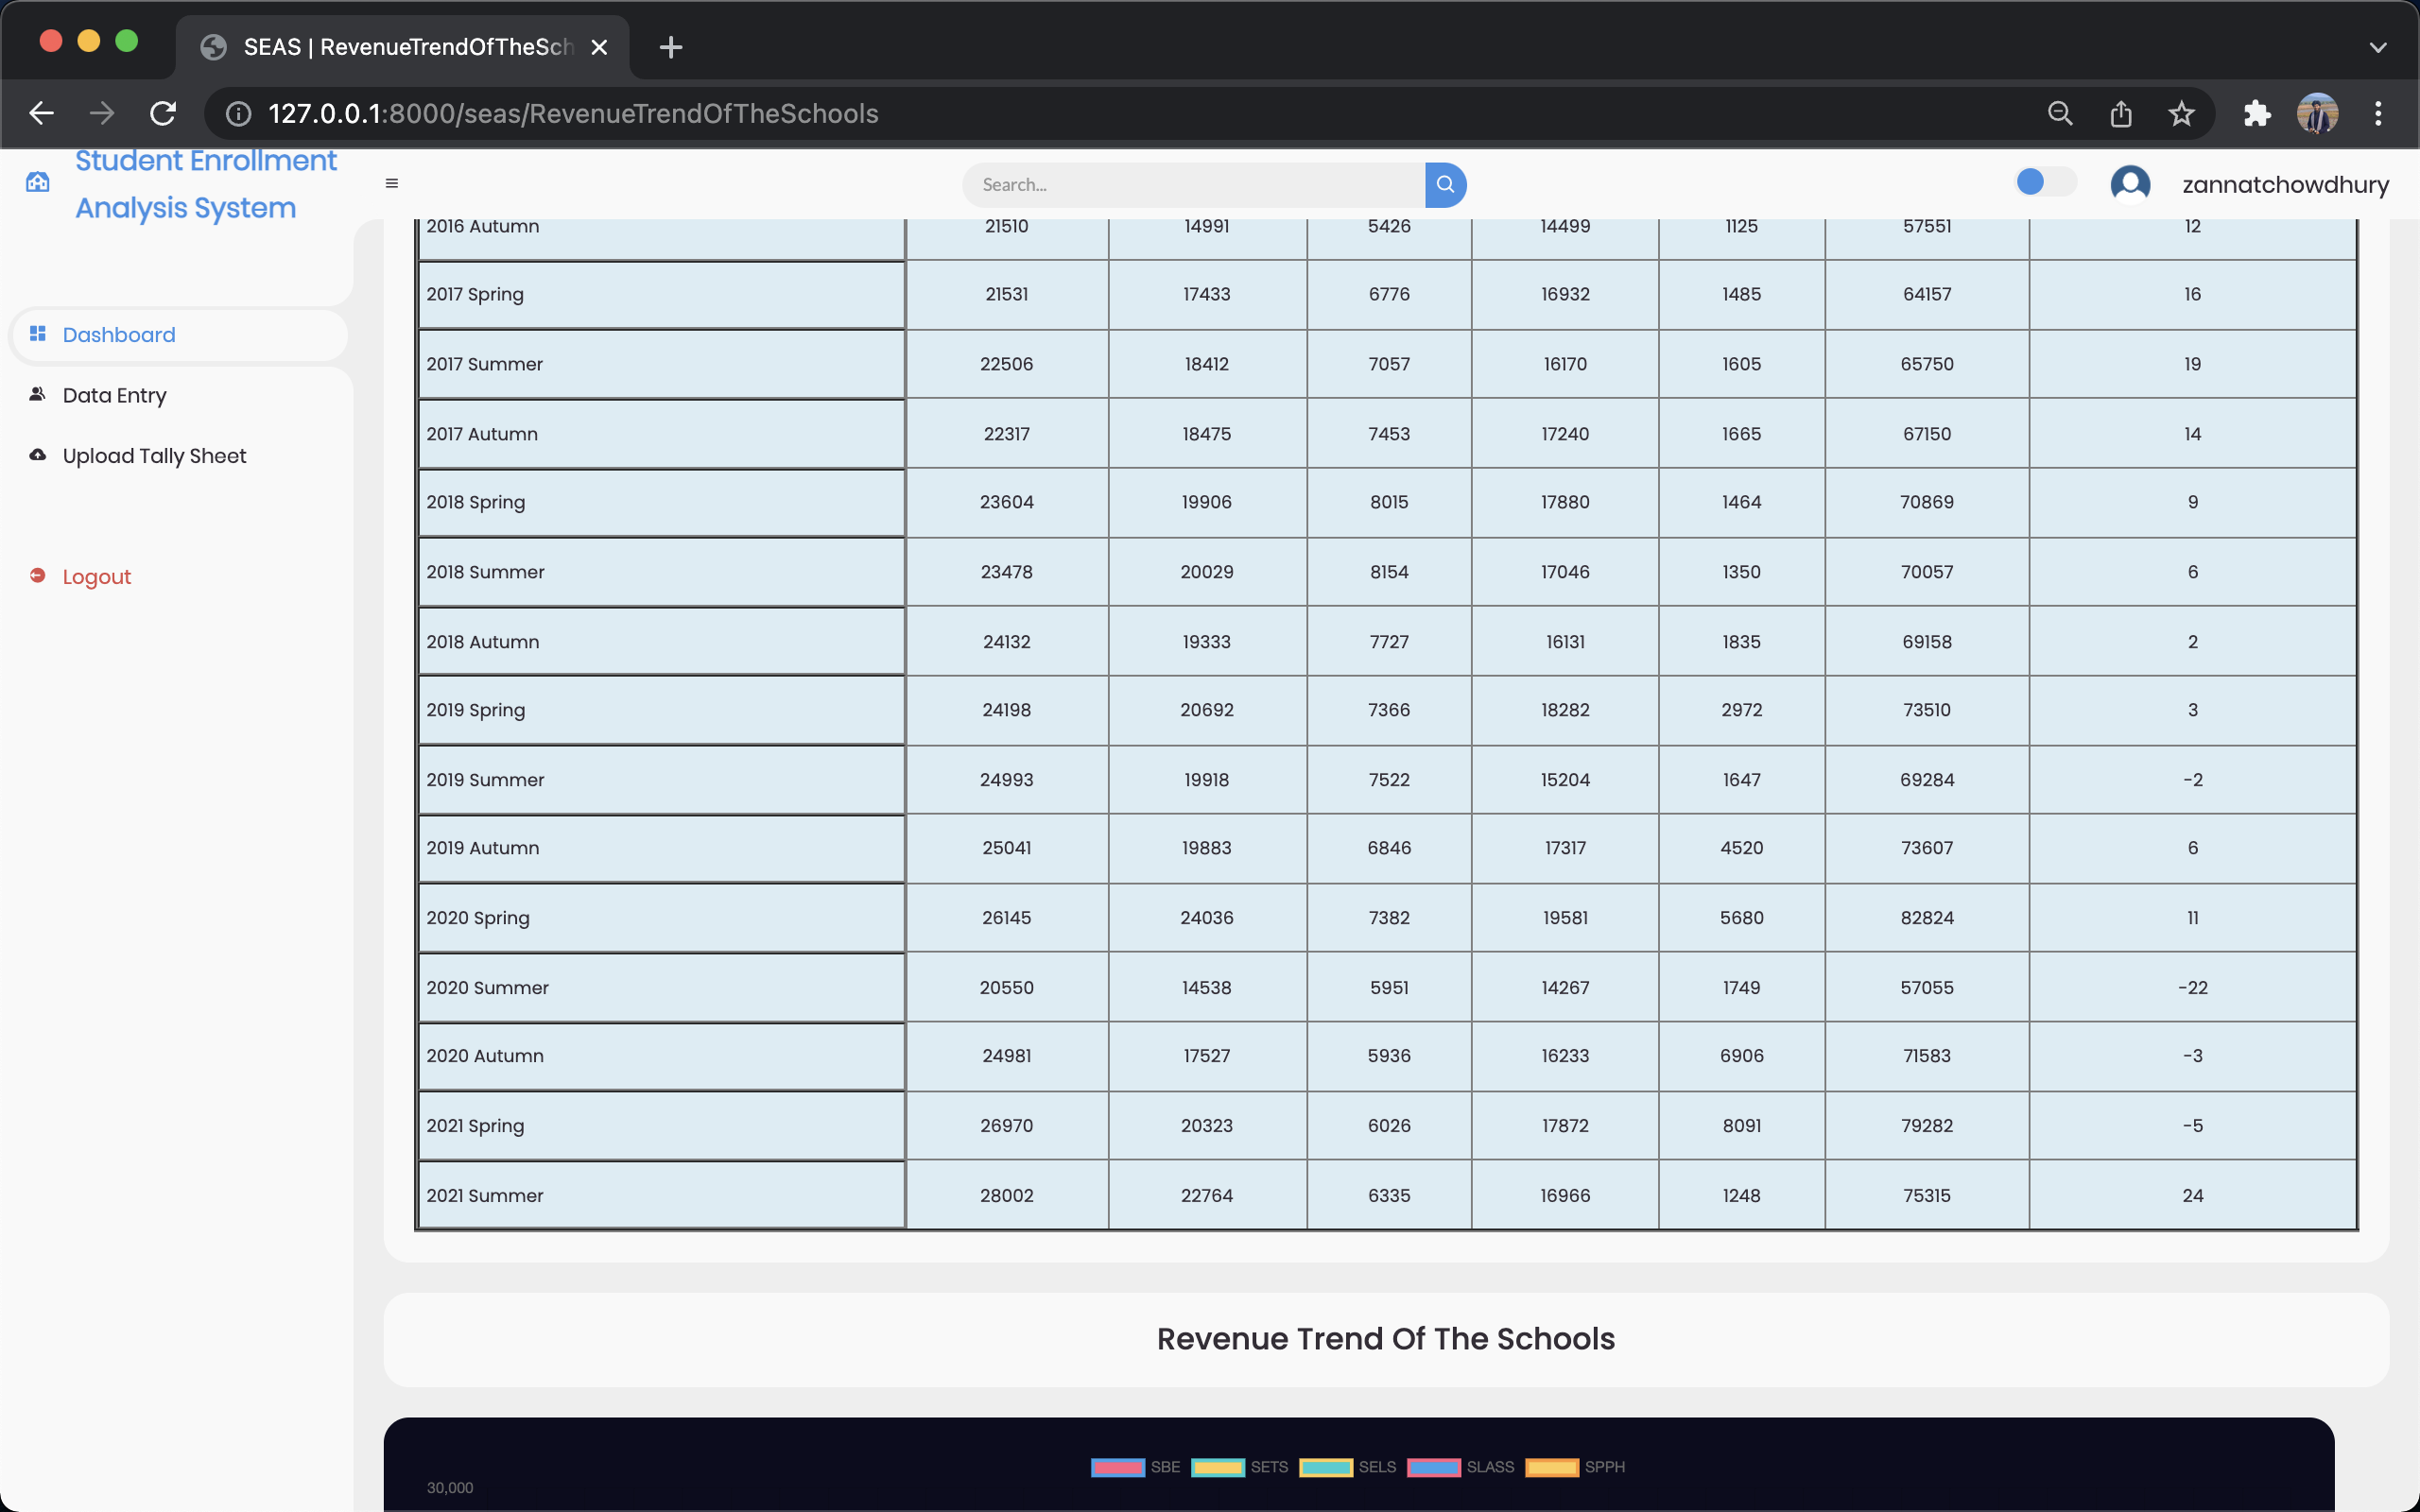 SEAS | RevenueTrendOfTheSch
127.0.0.1:8000/seas/RevenueTrendOfTheSchools
Student Enrollment
Analysis System
Search...
zannatchowdhury
Dashboard
Data Entry
Upload Tally Sheet
Logout
2016 Autumn 21510 14991 5426 14499 1125 57551 12
2017 Spring 21531 17433 6776 16932 1485 64157 16
2017 Summer 22506 18412 7057 16170 1605 65750 19
2017 Autumn 22317 18475 7453 17240 1665 67150 14
2018 Spring 23604 19906 8015 17880 1464 70869 9
2018 Summer 23478 20029 8154 17046 1350 70057 6
2018 Autumn 24132 19333 7727 16131 1835 69158 2
2019 Spring 24198 20692 7366 18282 2972 73510 3
2019 Summer 24993 19918 7522 15204 1647 69284 -2
2019 Autumn 25041 19883 6846 17317 4520 73607 6
2020 Spring 26145 24036 7382 19581 5680 82824 11
2020 Summer 20550 14538 5951 14267 1749 57055 -22
2020 Autumn 24981 17527 5936 16233 6906 71583 -3
2021 Spring 26970 20323 6026 17872 8091 79282 -5
2021 Summer 28002 22764 6335 16966 1248 75315 24
Revenue Trend Of The Schools
SBE SETS SELS SLASS SPPH
30,000